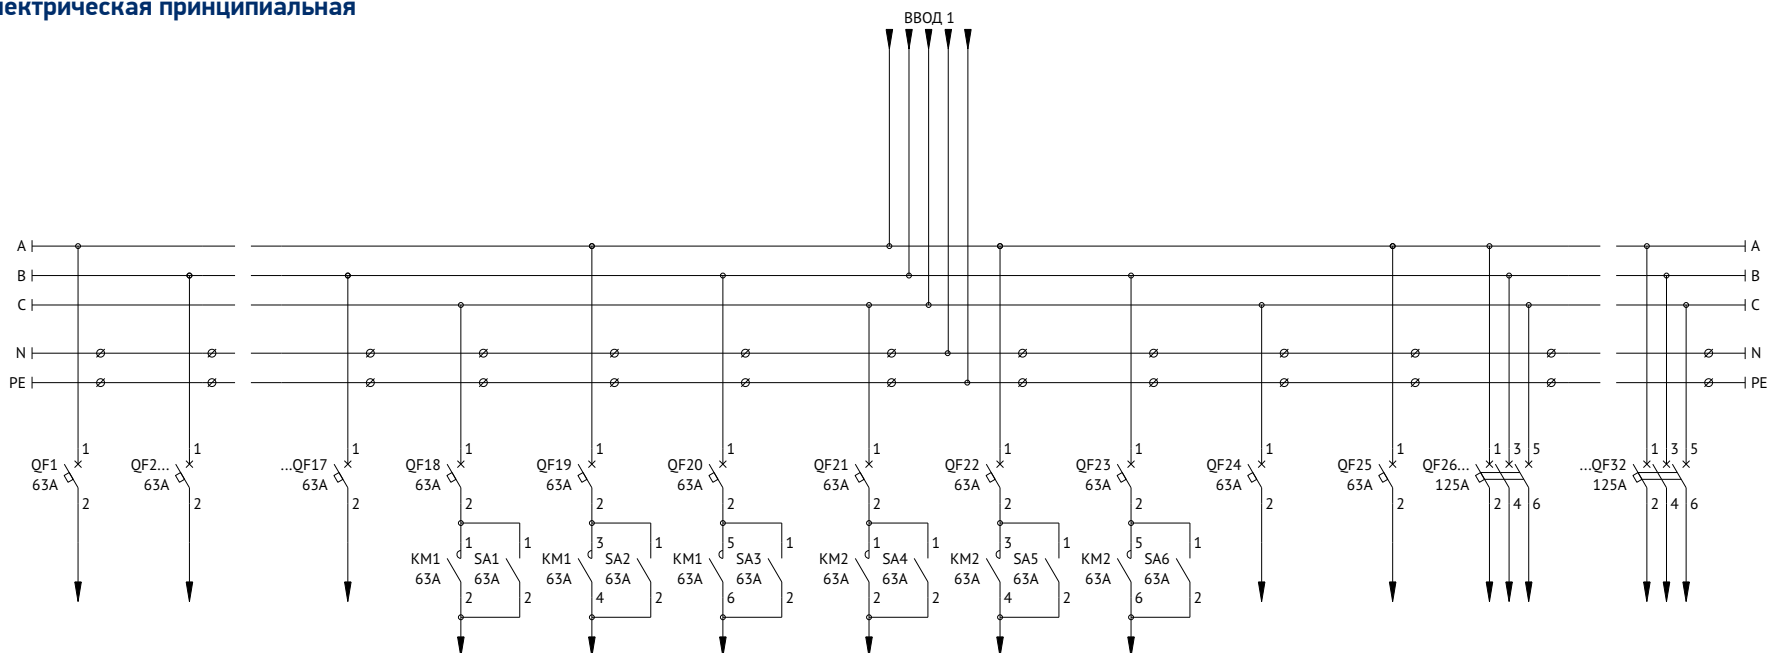 лектрическая принципиальная
ВВОД 1
A A
B B
C C
N N
PE PE
1 1 1 1 1 1 1 1 1 1 1 1 3 5 1 3 5
QF1 QF2... ...QF17 QF18 QF19 QF20 QF21 QF22 QF23 QF24 QF25 QF26... ...QF32
63A 63A 63A 63A 63A 63A 63A 63A 63A 63A 63A 125A 125A
2 2 2 2 2 2 2 2 2 2 2 2 4 6 2 4 6
1 1 3 1 5 1 1 1 3 1 5 1
KM1 SA1 KM1 SA2 KM1 SA3 KM2 SA4 KM2 SA5 KM2 SA6
63A 63A 63A 63A 63A 63A 63A 63A 63A 63A 63A 63A
2 2 4 2 6 2 2 2 4 2 6 2